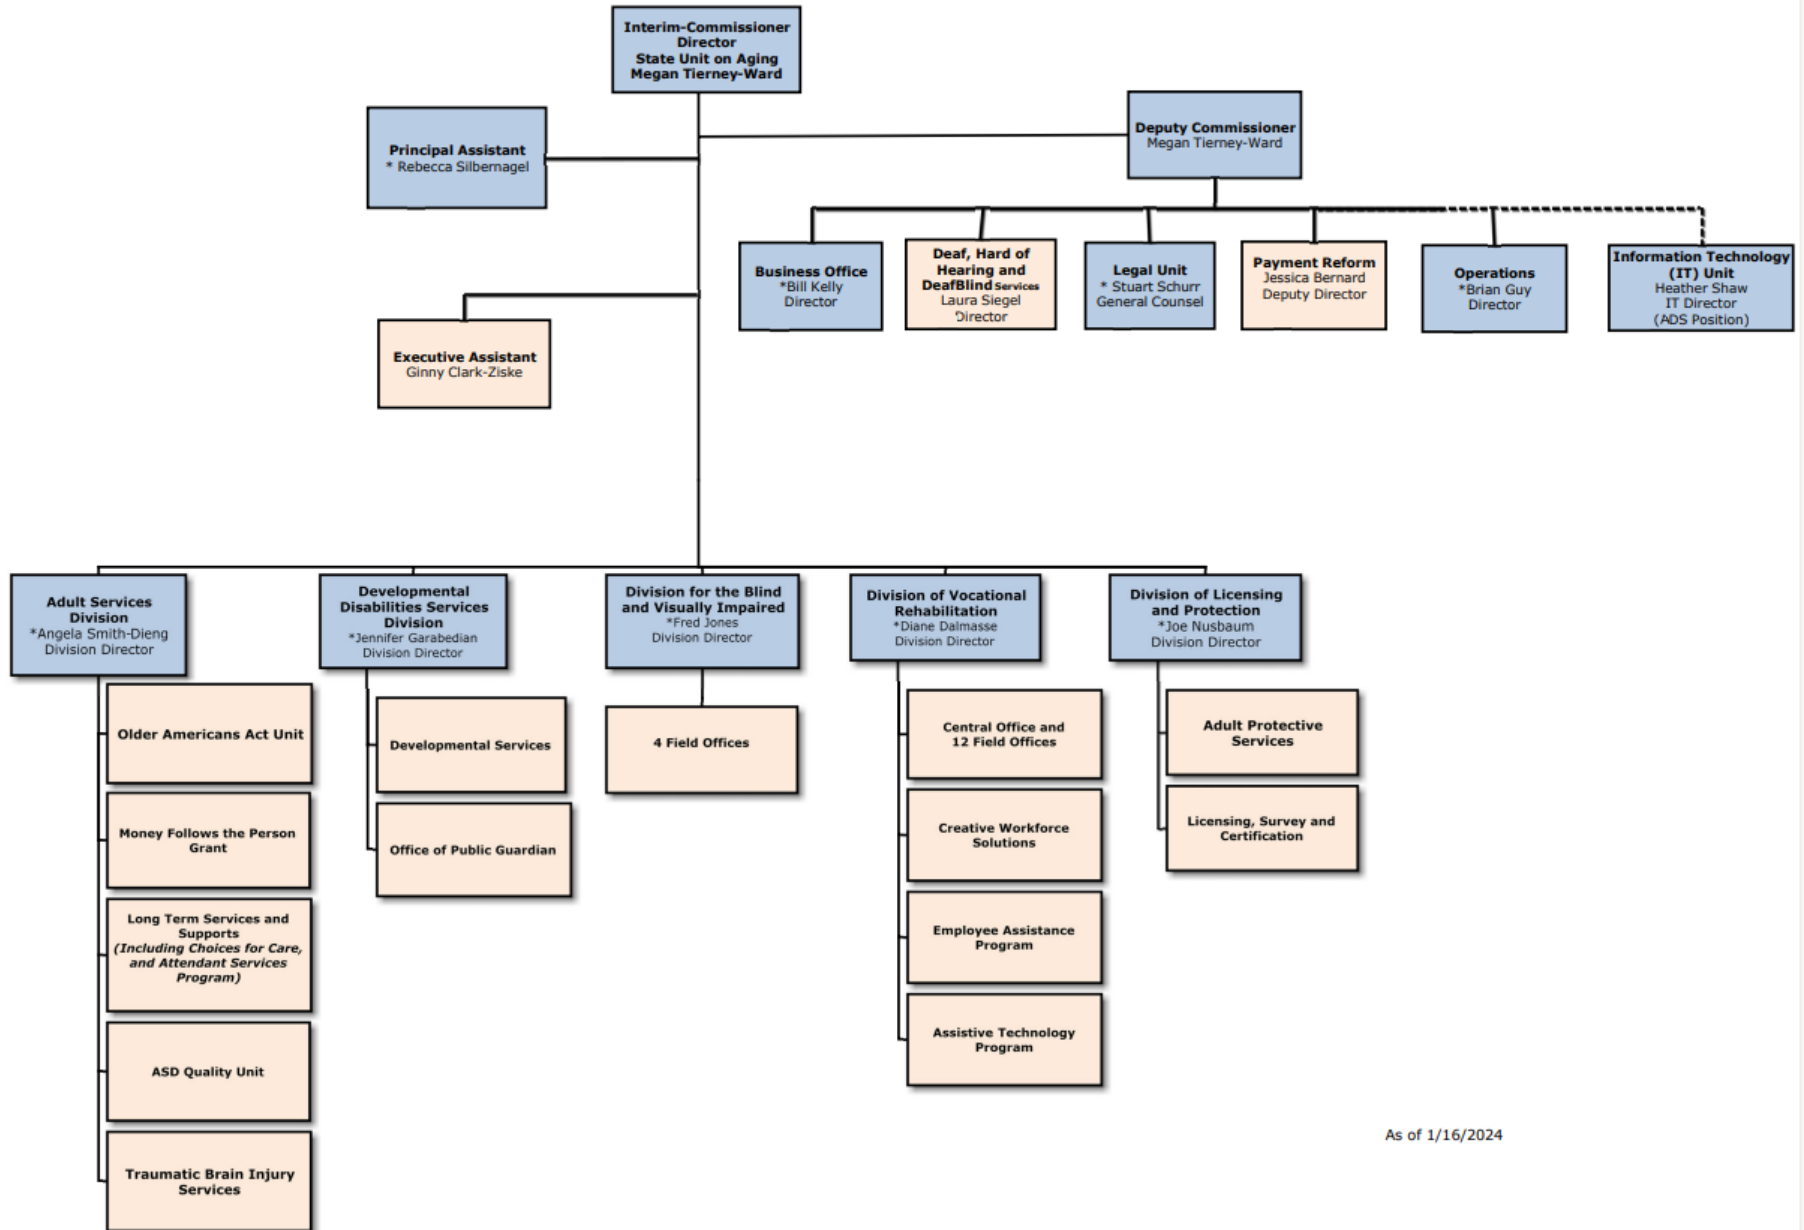 Interim-Commissioner
Director
State Unit on Aging
Megan Tierney-Ward
Principal Assistant
* Rebecca Silbernagel
Deputy Commissioner
Megan Tierney-Ward
Executive Assistant
Ginny Clark-Ziske
Business Office
*Bill Kelly
Director
Deaf, Hard of
Hearing and
DeafBlind Services
Laura Siegel
Director
Legal Unit
* Stuart Schurr
General Counsel
Payment Reform
Jessica Bernard
Deputy Director
Operations
*Brian Guy
Director
Information Technology
(IT) Unit
Heather Shaw
IT Director
(ADS Position)
Adult Services
Division
*Angela Smith-Dieng
Division Director
Older Americans Act Unit
Money Follows the Person
Grant
Long Term Services and
Supports
(Including Choices for Care,
and Attendant Services
Program)
ASD Quality Unit
Traumatic Brain Injury
Services
Developmental
Disabilities Services
Division
*Jennifer Garabedian
Division Director
Developmental Services
Office of Public Guardian
Division for the Blind
and Visually Impaired
*Fred Jones
Division Director
4 Field Offices
Division of Vocational
Rehabilitation
*Diane Dalmasse
Division Director
Central Office and
12 Field Offices
Creative Workforce
Solutions
Employee Assistance
Program
Assistive Technology
Program
Division of Licensing
and Protection
*Joe Nusbaum
Division Director
Adult Protective
Services
Licensing, Survey and
Certification
As of 1/16/2024